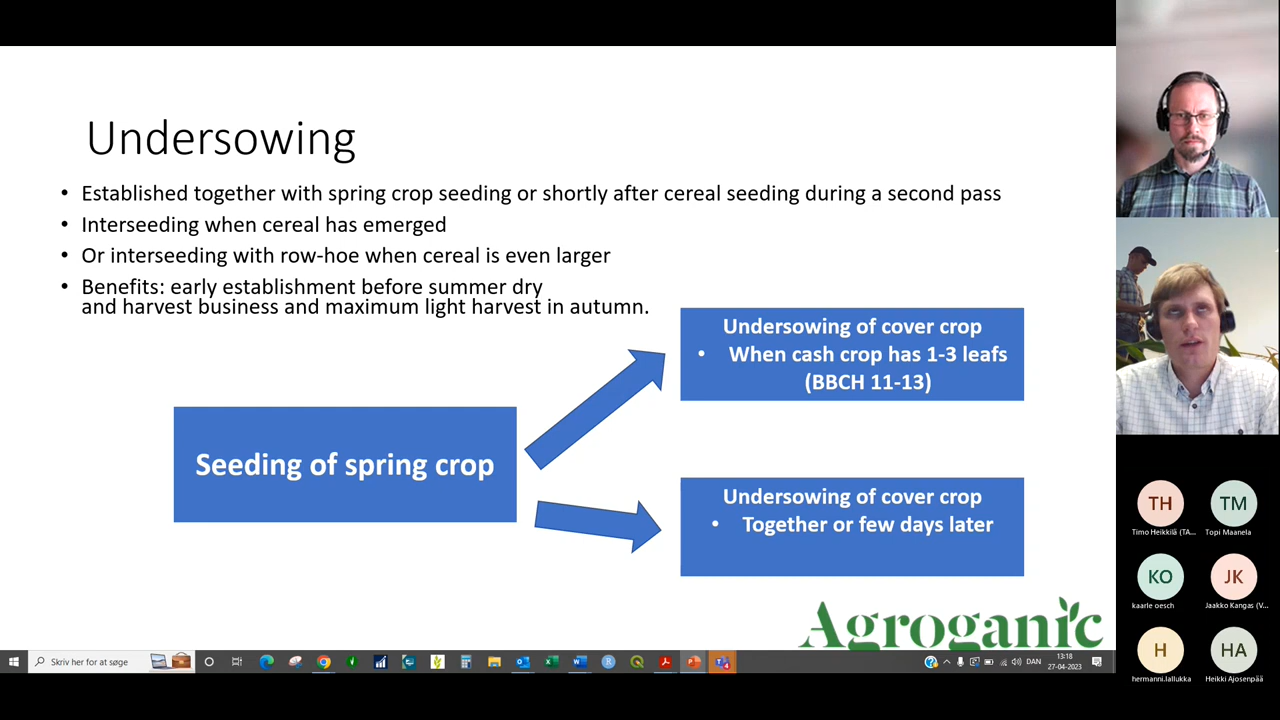 Undersowing
• Established together with spring crop seeding or shortly after cereal seeding during a second pass
• Interseeding when cereal has emerged
• Or interseeding with row-hoe when cereal is even larger
• Benefits: early establishment before summer dry
and harvest business and maximum light harvest in autumn.
Undersowing of cover crop
• When cash crop has 1-3 leafs
(BBCH 11-13)
Seeding of spring crop
Undersowing of cover crop
• Together or few days later
Agroganic
Skriv her for at søge
DAN
13:18
27-04-2023
TH
TM
Timo Heikkilä (TA...
Topi Maanela
KO
JK
kaarle oesch
Jaakko Kangas (V...
H
HA
hermanni.lallukka
Heikki Ajosenpää